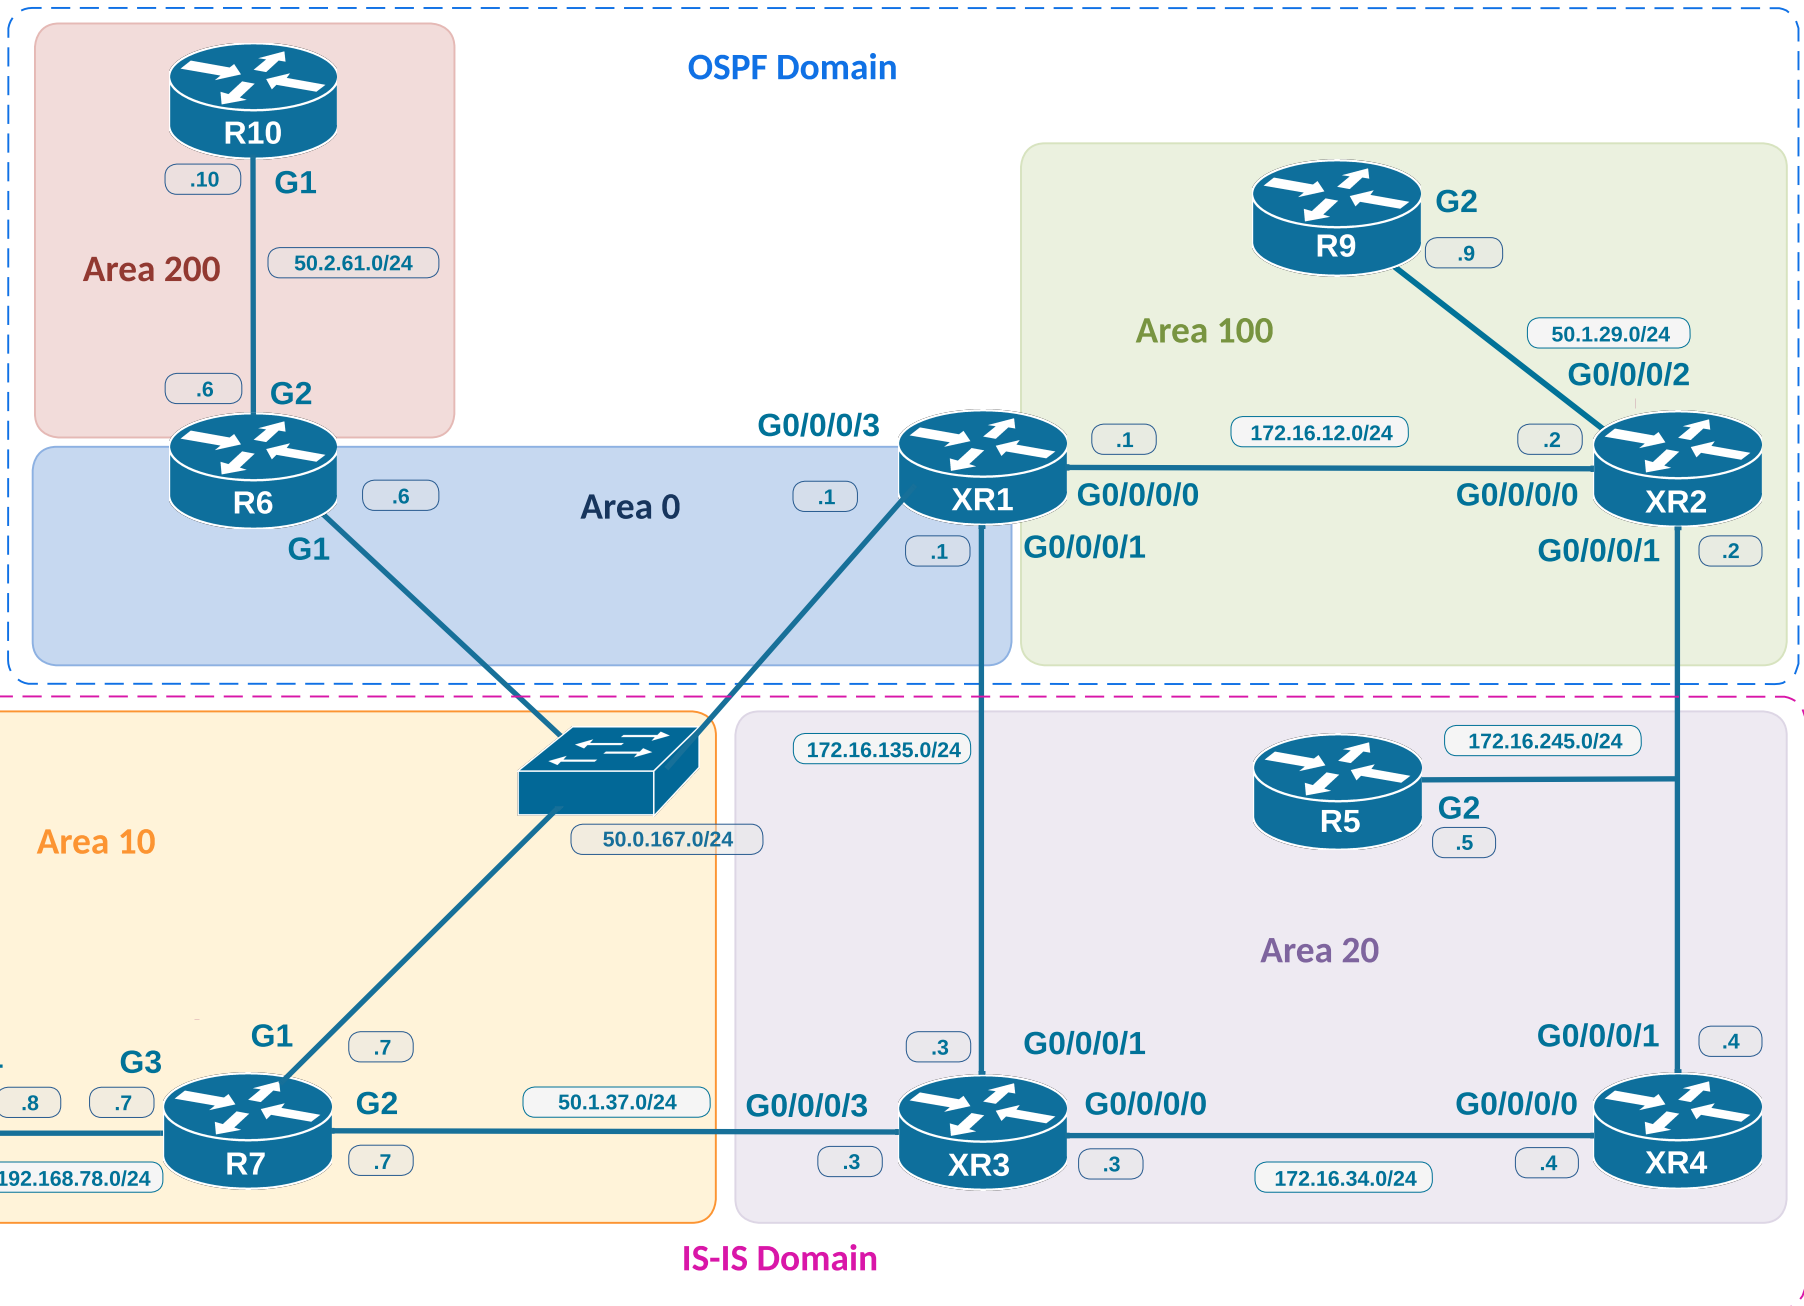 OSPF Domain
R10
.10
G1
Area 200
50.2.61.0/24
.6
G2
R6
.6
G1
Area 0
G0/0/0/3
.1
XR1
.1
G0/0/0/0
.1
G0/0/0/1
Area 100
R9
G2
.9
50.1.29.0/24
G0/0/0/2
172.16.12.0/24
.2
G0/0/0/0
XR2
G0/0/0/1
.2
172.16.135.0/24
172.16.245.0/24
R5
G2
.5
50.0.167.0/24
Area 10
Area 20
G1
.7
G3
.8
.7
R7
G2
.7
192.168.78.0/24
50.1.37.0/24
.3
G0/0/0/1
G0/0/0/3
.3
XR3
G0/0/0/0
.3
172.16.34.0/24
G0/0/0/1
.4
G0/0/0/0
.4
XR4
IS-IS Domain